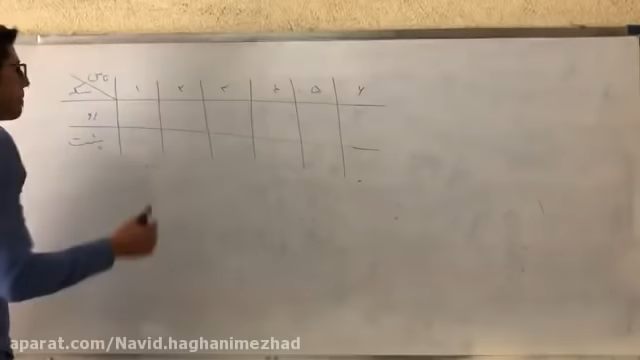 تاس
سکه ۱ ۲ ۳ ۴ ۵ ۶
رو
پشت
aparat.com/Navid.haghanimezhad